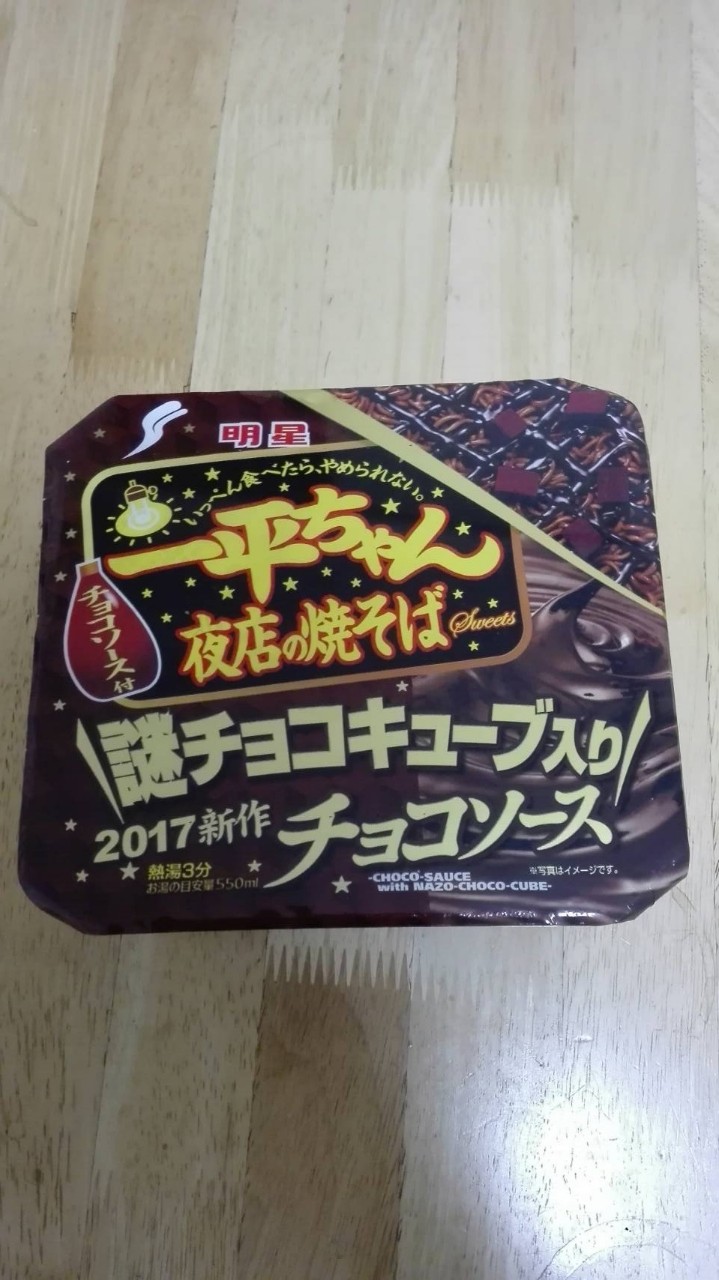 明星
いっぺん食べたら、やめられない。
一平ちゃん
夜店の焼そば Sweets
チョコソース付
謎チョコキューブ入り
2017新作 チョコソース
熱湯3分
お湯の目安量550ml
-CHOCO-SAUCE
with NAZO-CHOCO-CUBE-
※写真はイメージです。